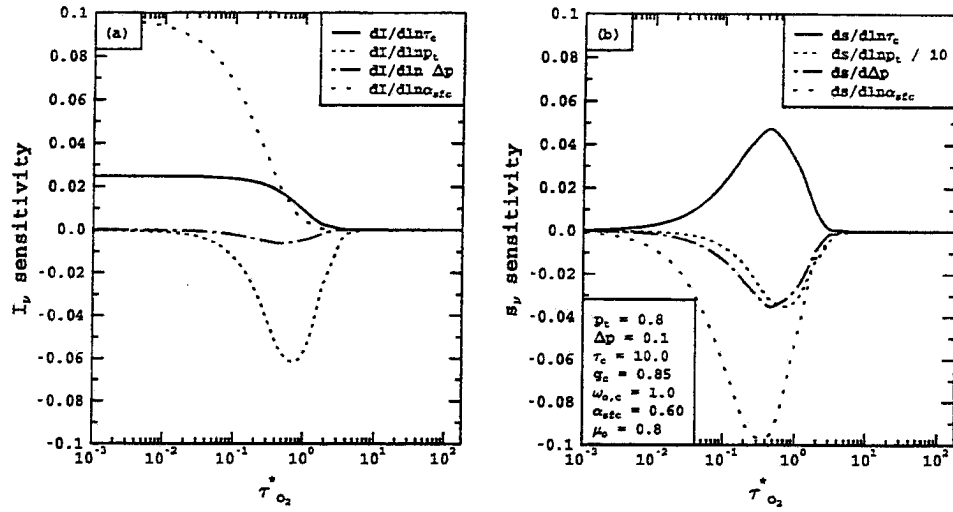 (a)
dI/dlnτc
dI/dlnpt
dI/dln Δp
dI/dlnαsfc
0.1
0.08
0.06
0.04
0.02
0.0
-0.02
-0.04
-0.06
-0.08
-0.1
Iν sensitivity
10⁻³ 10⁻² 10⁻¹ 10⁰ 10¹ 10²
τ*O₂
(b)
ds/dlnτc
ds/dlnpt / 10
ds/dΔp
ds/dlnαsfc
0.1
0.08
0.06
0.04
0.02
0.0
-0.02
-0.04
-0.06
-0.08
-0.1
sν sensitivity
pt = 0.8
Δp = 0.1
τc = 10.0
gc = 0.85
ωo,c = 1.0
αsfc = 0.60
μo = 0.8
10⁻³ 10⁻² 10⁻¹ 10⁰ 10¹ 10²
τ*O₂